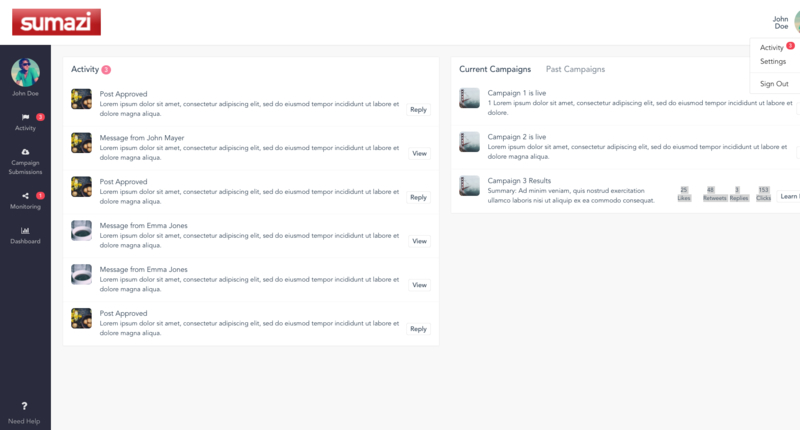 sumazi
John
Doe
Activity 3
Settings
Sign Out
John Doe
3
Activity
Campaign
Submissions
1
Monitoring
Dashboard
?
Need Help
Activity 3
Post Approved
Lorem ipsum dolor sit amet, consectetur adipiscing elit, sed do eiusmod tempor incididunt ut labore et
dolore magna aliqua.
Reply
Message from John Mayer
Lorem ipsum dolor sit amet, consectetur adipiscing elit, sed do eiusmod tempor incididunt ut labore et
dolore magna aliqua.
View
Post Approved
Lorem ipsum dolor sit amet, consectetur adipiscing elit, sed do eiusmod tempor incididunt ut labore et
dolore magna aliqua.
Reply
Message from Emma Jones
Lorem ipsum dolor sit amet, consectetur adipiscing elit, sed do eiusmod tempor incididunt ut labore et
dolore magna aliqua.
View
Message from Emma Jones
Lorem ipsum dolor sit amet, consectetur adipiscing elit, sed do eiusmod tempor incididunt ut labore et
dolore magna aliqua.
View
Post Approved
Lorem ipsum dolor sit amet, consectetur adipiscing elit, sed do eiusmod tempor incididunt ut labore et
dolore magna aliqua.
Reply
Current Campaigns Past Campaigns
Campaign 1 is live
1 Lorem ipsum dolor sit amet, consectetur adipiscing elit, sed do eiusmod tempor incididunt ut labore et
dolore.
Campaign 2 is live
Lorem ipsum dolor sit amet, consectetur adipiscing elit, sed do eiusmod tempor incididunt ut labore et
dolore magna aliqua.
Campaign 3 Results
Summary: Ad minim veniam, quis nostrud exercitation
ullamco laboris nisi ut aliquip ex ea commodo consequat.
25 48 3 153
Likes Retweets Replies Clicks
Learn